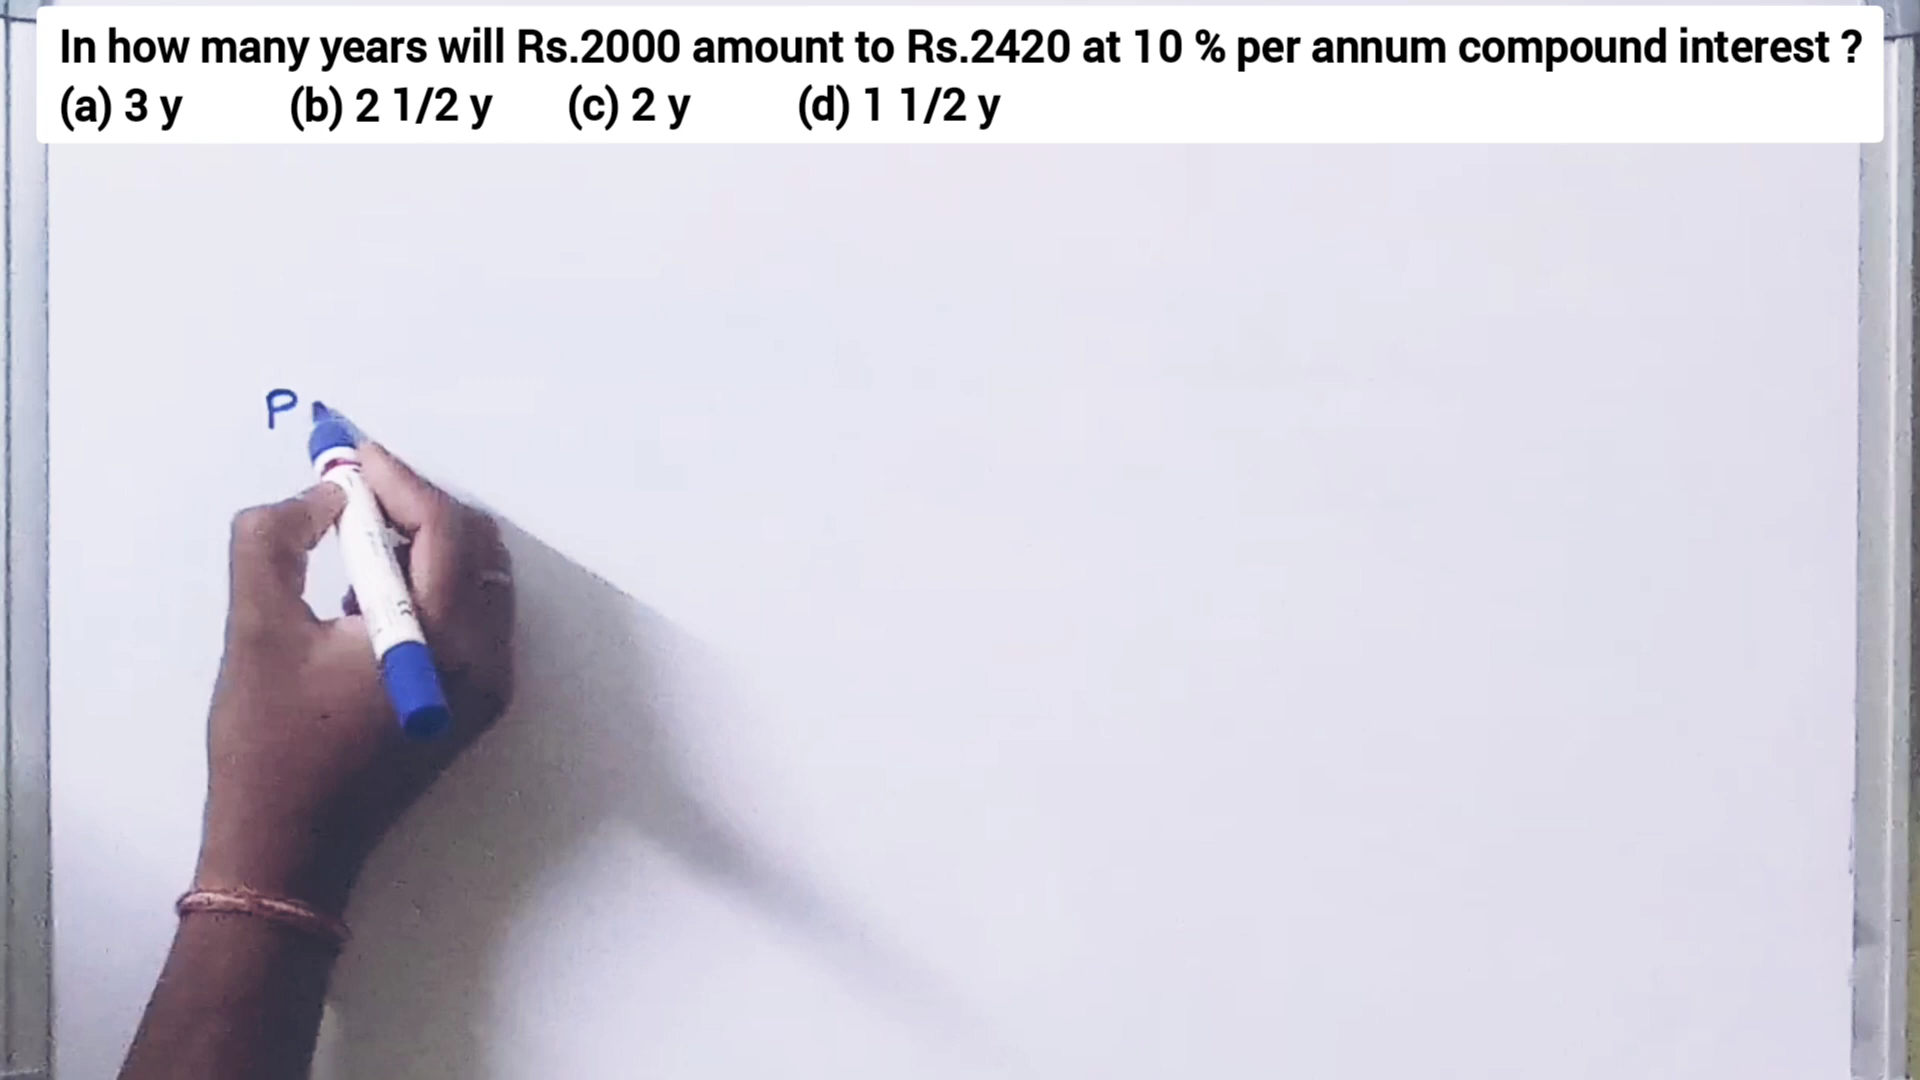 In how many years will Rs.2000 amount to Rs.2420 at 10 % per annum compound interest ?
(a) 3 y (b) 2 1/2 y (c) 2 y (d) 1 1/2 y
P